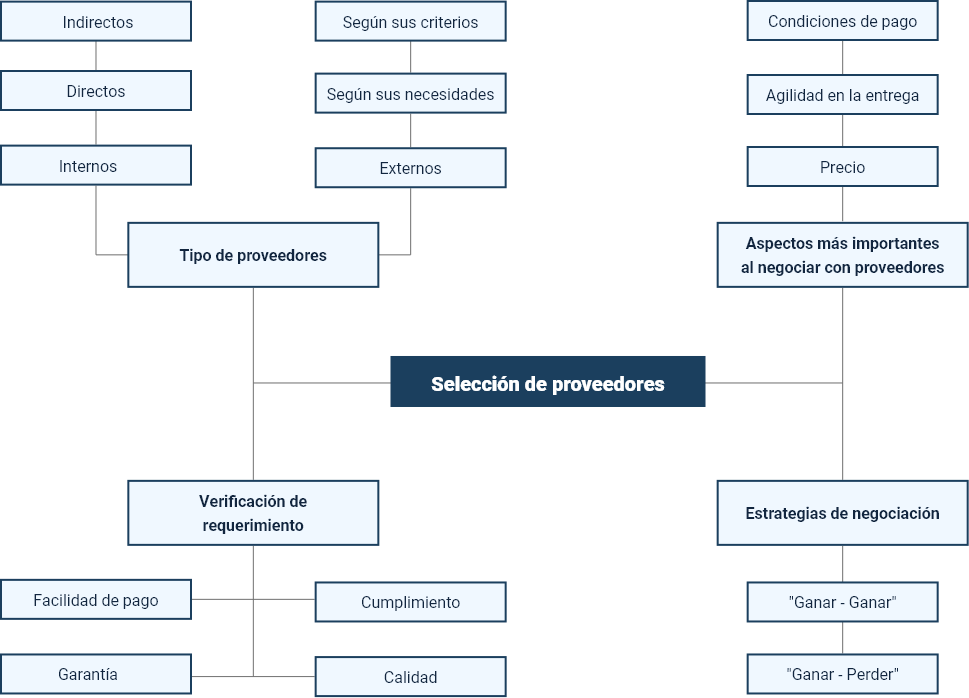 Indirectos
Según sus criterios
Condiciones de pago
Directos
Según sus necesidades
Agilidad en la entrega
Internos
Externos
Precio
Tipo de proveedores
Aspectos más importantes
al negociar con proveedores
Selección de proveedores
Verificación de
requerimiento
Estrategias de negociación
Facilidad de pago
Cumplimiento
"Ganar - Ganar"
Garantía
Calidad
"Ganar - Perder"